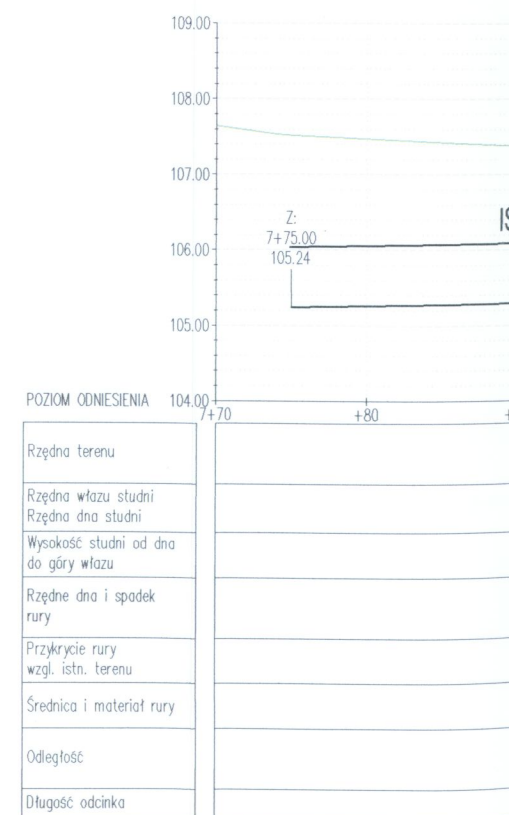 109.00
108.00
107.00
Z:
7+75.00
105.24
106.00
105.00
POZIOM ODNIESIENIA 104.00
7+70 +80
Rzędna terenu
Rzędna włazu studni
Rzędna dna studni
Wysokość studni od dna
do góry włazu
Rzędne dna i spadek
rury
Przykrycie rury
wzgl. istn. terenu
Średnica i materiał rury
Odległość
Długość odcinka